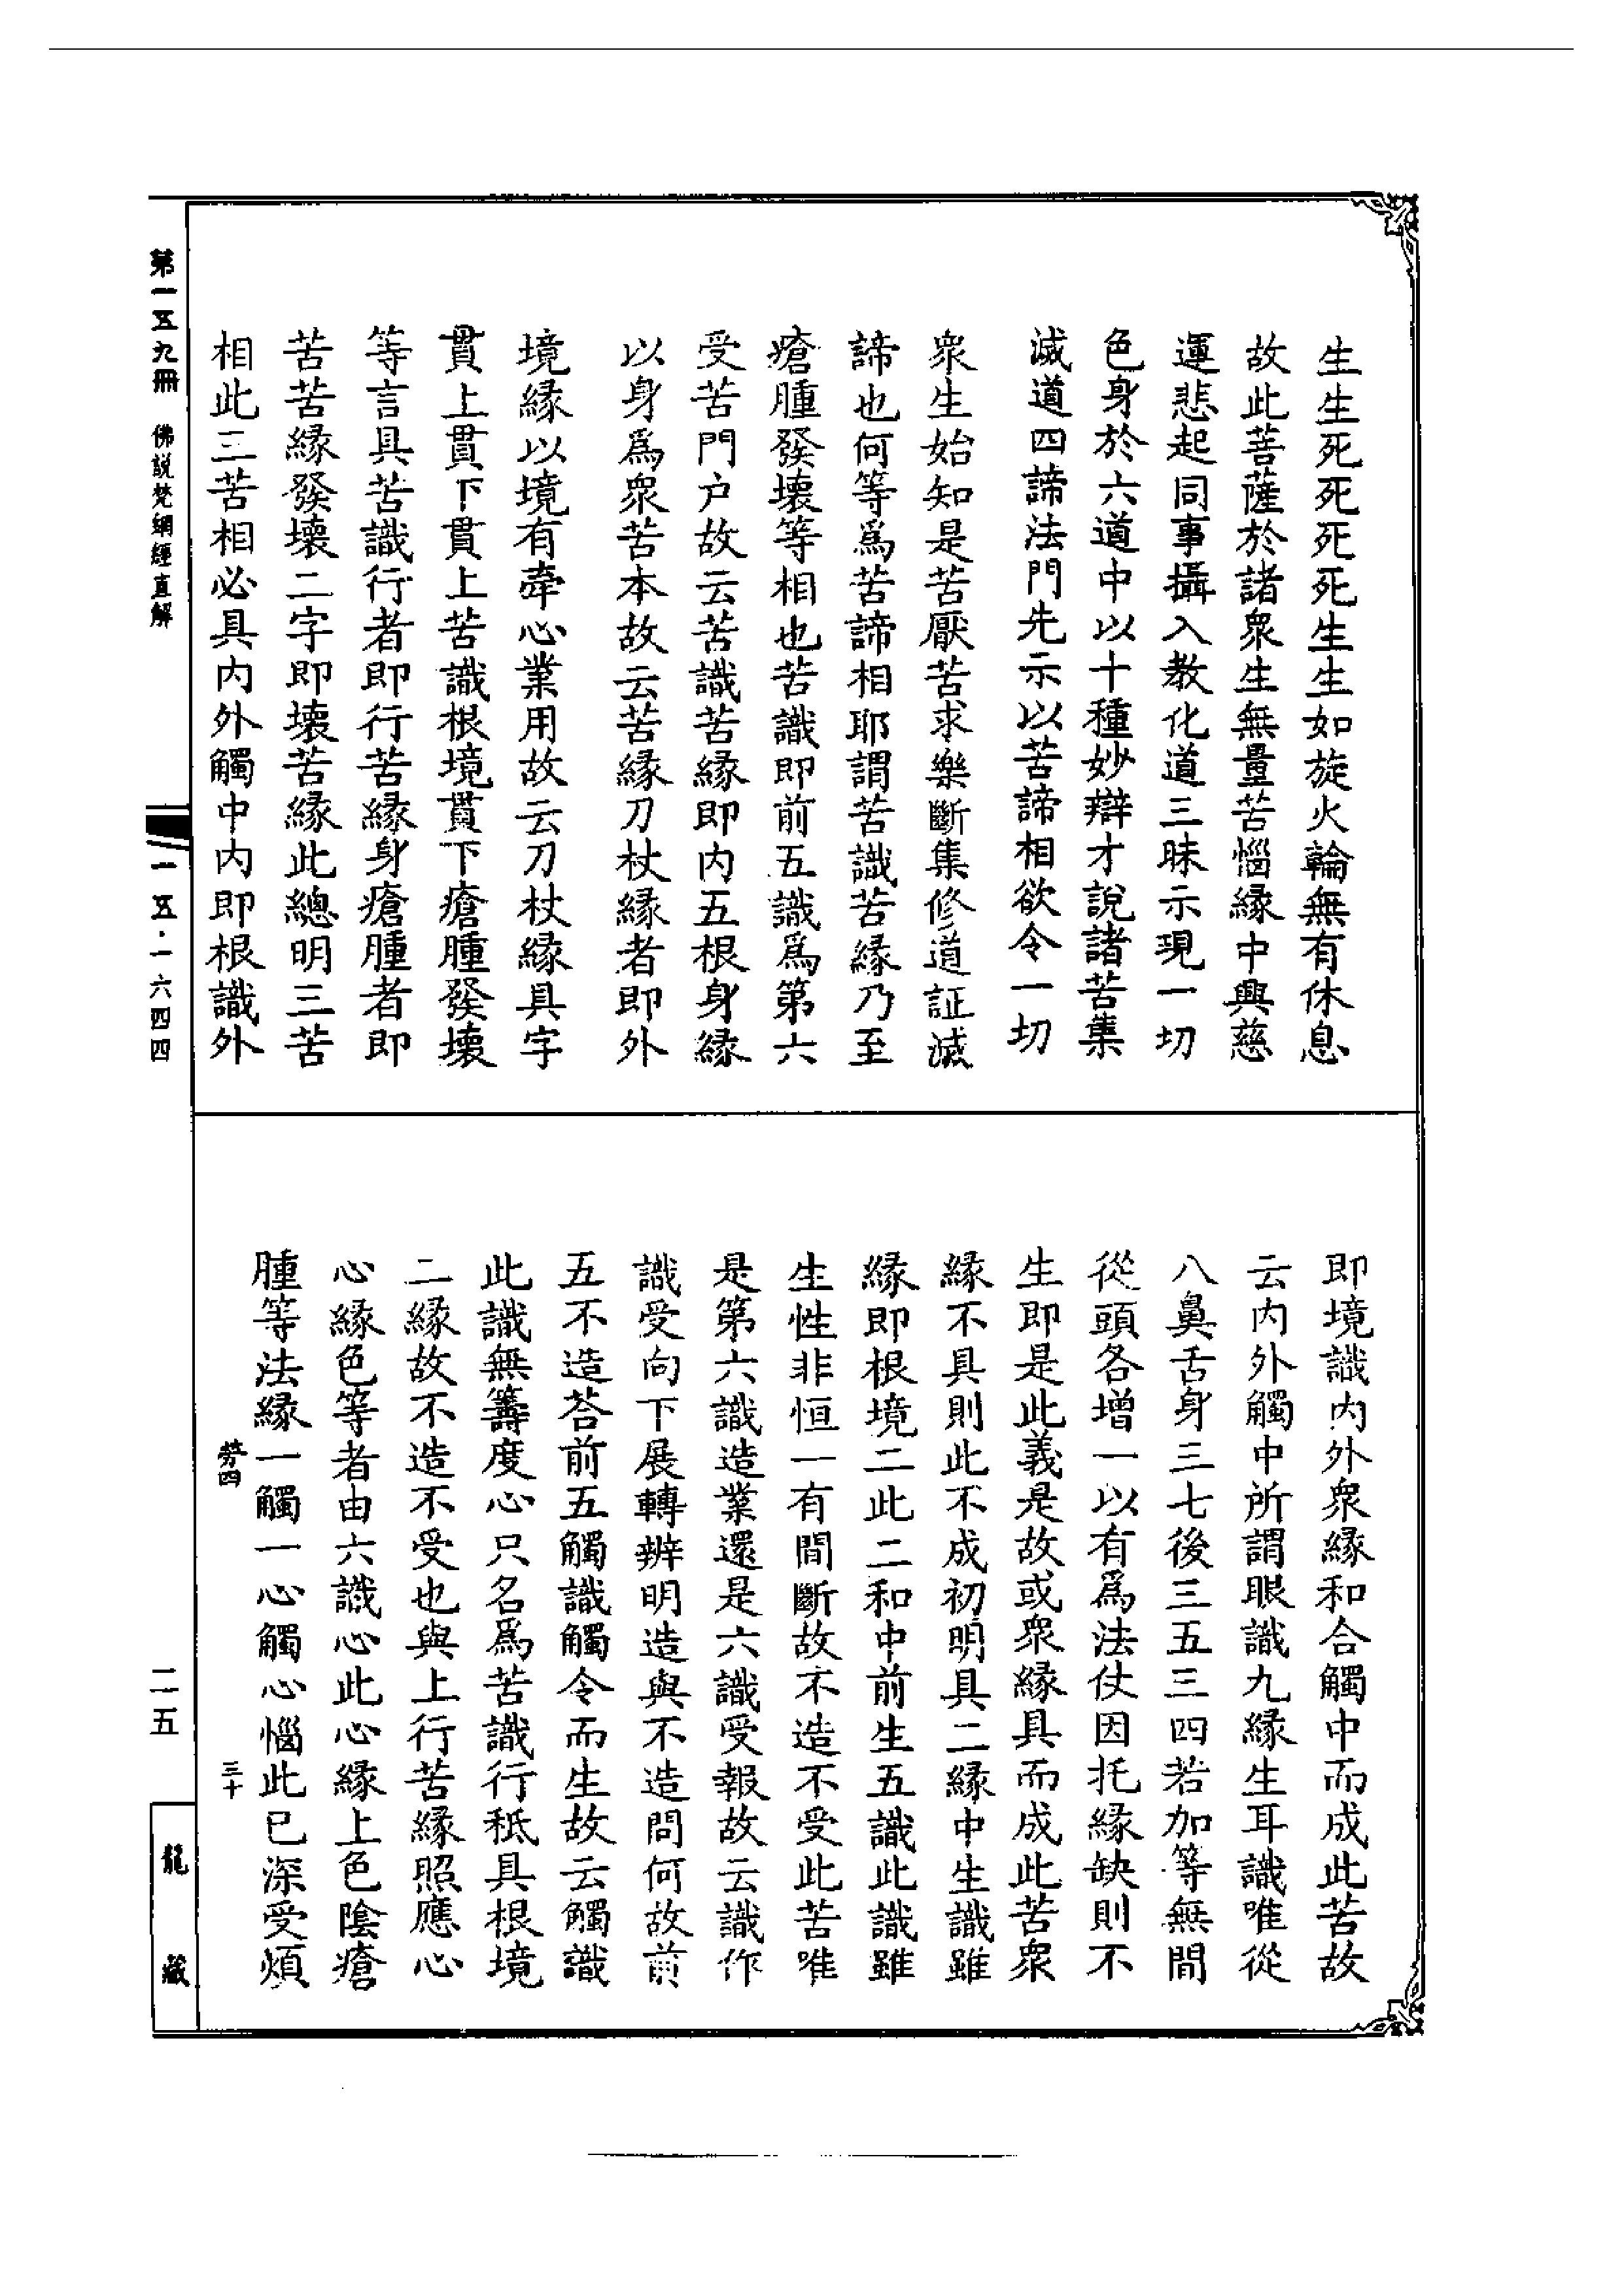 生生死死死死生生如旋火輪無有休息
故此菩薩於諸衆生無量苦惱緣中興慈
運悲起同事攝入教化道三昧示現一切
色身於六道中以十種妙辯才說諸苦集
滅道四諦法門先示以苦諦相欲令一切
衆生始知是苦厭苦求樂斷集修道証滅
諦也何等爲苦諦相耶謂苦識苦緣乃至
瘡腫發壞等相也苦識即前五識爲第六
受苦門户故云苦識苦緣即内五根身緣
以身爲衆苦本故云苦緣刀杖緣者即外
境緣以境有牽心業用故云刀杖緣具字
貫上貫下貫上苦識根境貫下瘡腫發壞
等言具苦識行者即行苦緣身瘡腫者即
苦苦緣發壞二字即壞苦緣此總明三苦
相此三苦相必具内外觸中内即根識外
即境識内外衆緣和合觸中而成此苦故
云内外觸中所謂眼識九緣生耳識唯從
八鼻舌身三七後三五三四若加等無間
從頭各增一以有爲法仗因托緣缺則不
生即是此義是故或衆緣具而成此苦衆
緣不具則此不成初明具二緣中生識雖
緣即根境二此二和中前生五識此識雖
生性非恒一有間斷故不造不受此苦唯
是第六識造業還是六識受報故云識作
識受向下展轉辨明造與不造問何故前
五不造荅前五觸識觸令而生故云觸識
此識無籌度心只名爲苦識行秖具根境
二緣故不造不受也與上行苦緣照應心
心緣色等者由六識心此心緣上色陰瘡
腫等法緣一觸一心觸心惱此已深受煩
勞四
三十
第一五九冊 佛說梵網經直解
一五·一六四四
二五
龍藏